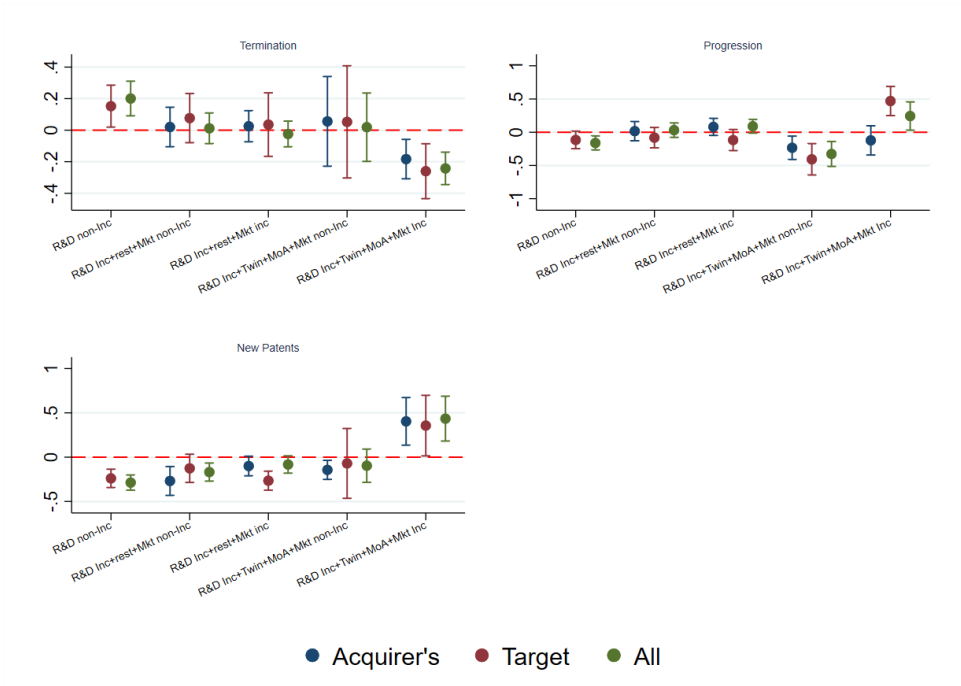 Termination
.4
.2
0
-.2
-.4
R&D non-Inc
R&D Inc+rest+Mkt non-Inc
R&D Inc+rest+Mkt inc
R&D Inc+Twin+MoA+Mkt non-Inc
R&D Inc+Twin+MoA+Mkt Inc
Progression
1
.5
0
-.5
-1
R&D non-Inc
R&D Inc+rest+Mkt non-Inc
R&D Inc+rest+Mkt inc
R&D Inc+Twin+MoA+Mkt non-Inc
R&D Inc+Twin+MoA+Mkt Inc
New Patents
1
.5
0
-.5
R&D non-Inc
R&D Inc+rest+Mkt non-Inc
R&D Inc+rest+Mkt inc
R&D Inc+Twin+MoA+Mkt non-Inc
R&D Inc+Twin+MoA+Mkt Inc
Acquirer's Target All